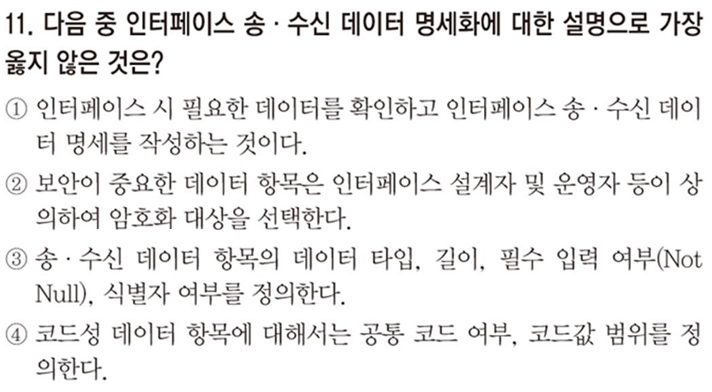 11. 다음 중 인터페이스 송·수신 데이터 명세화에 대한 설명으로 가장
옳지 않은 것은?
① 인터페이스 시 필요한 데이터를 확인하고 인터페이스 송·수신 데이
터 명세를 작성하는 것이다.
② 보안이 중요한 데이터 항목은 인터페이스 설계자 및 운영자 등이 상
의하여 암호화 대상을 선택한다.
③ 송·수신 데이터 항목의 데이터 타입, 길이, 필수 입력 여부(Not
Null), 식별자 여부를 정의한다.
④ 코드성 데이터 항목에 대해서는 공통 코드 여부, 코드값 범위를 정
의한다.